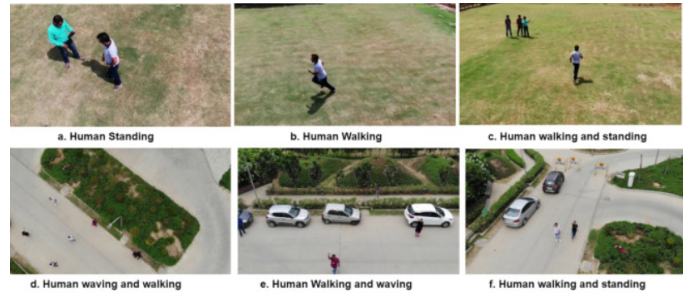 a. Human Standing
b. Human Walking
c. Human walking and standing
d. Human waving and walking
e. Human Walking and waving
f. Human walking and standing